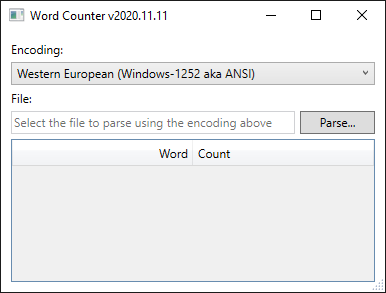 Word Counter v2020.11.11
Encoding:
Western European (Windows-1252 aka ANSI)
File:
Select the file to parse using the encoding above Parse...
Word Count